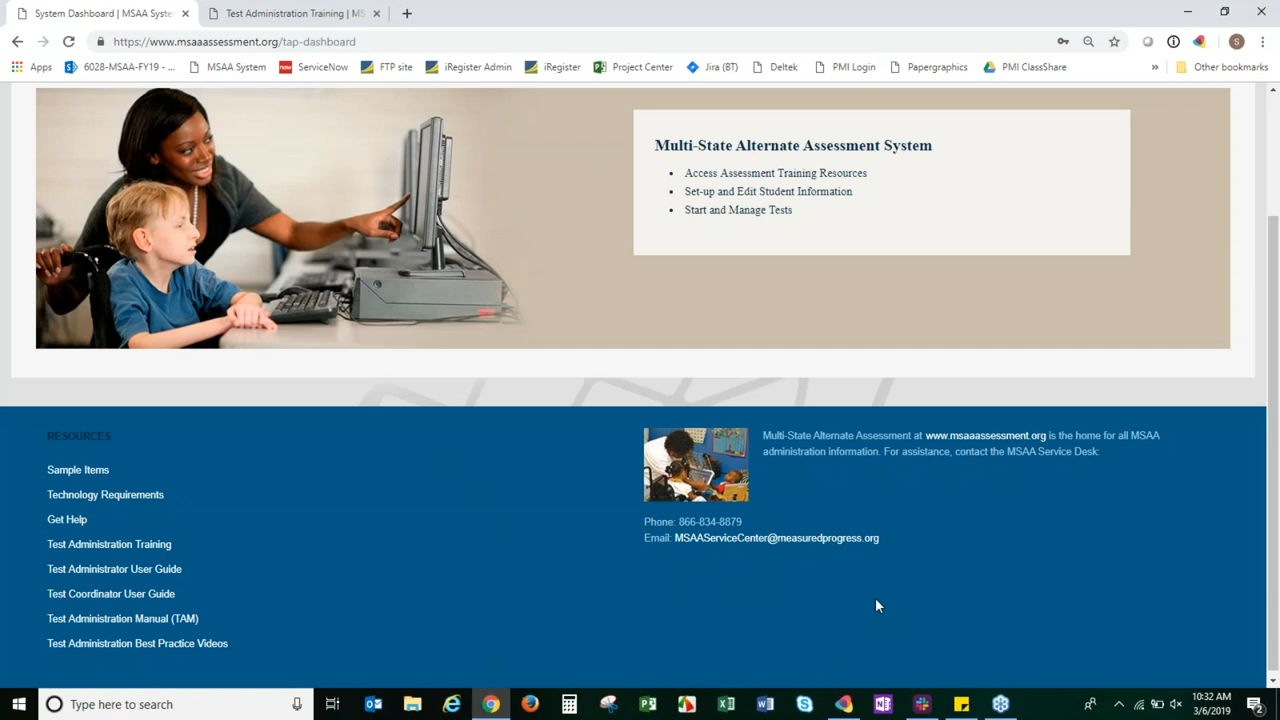 System Dashboard | MSAA Syste
Test Administration Training | MS
https://www.msaaassessment.org/tap-dashboard
Apps
6028-MSAA-FY19 - ...
MSAA System
now
ServiceNow
FTP site
iRegister Admin
iRegister
Project Center
Jira (BT)
Deltek
PMI Login
Papergraphics
PMI ClassShare
»
Other bookmarks
S
Multi-State Alternate Assessment System
• Access Assessment Training Resources
• Set-up and Edit Student Information
• Start and Manage Tests
RESOURCES
Sample Items
Technology Requirements
Get Help
Test Administration Training
Test Administrator User Guide
Test Coordinator User Guide
Test Administration Manual (TAM)
Test Administration Best Practice Videos
Multi-State Alternate Assessment at www.msaaassessment.org is the home for all MSAA
administration information. For assistance, contact the MSAA Service Desk:
Phone: 866-834-8879
Email: MSAAServiceCenter@measuredprogress.org
Type here to search
10:32 AM
3/6/2019
2